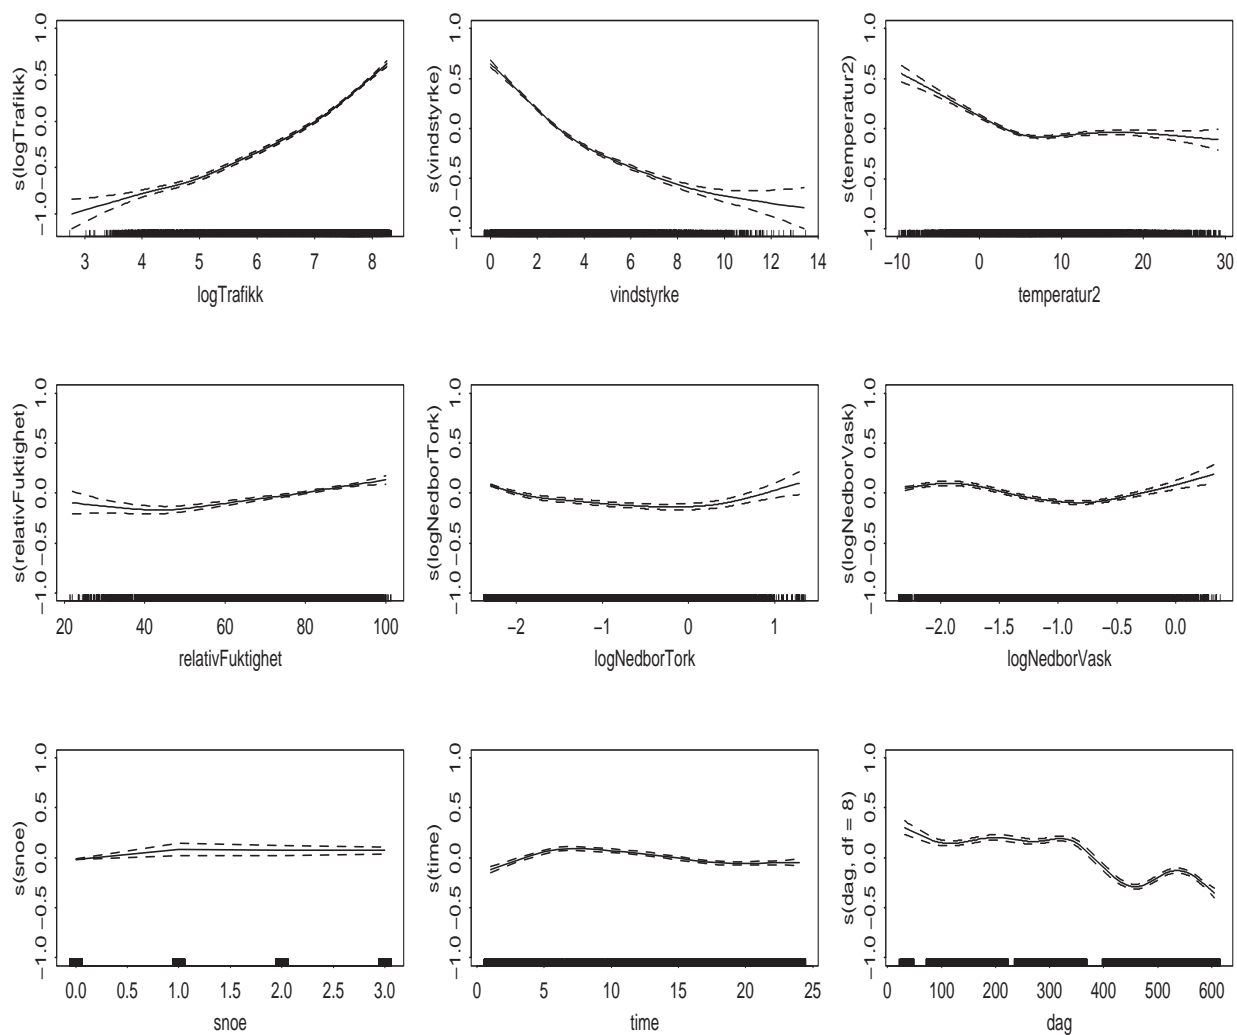 s(logTrafikk)
−1.0 −0.5 0.0 0.5 1.0
3 4 5 6 7 8
logTrafikk
s(vindstyrke)
−1.0 −0.5 0.0 0.5 1.0
0 2 4 6 8 10 12 14
vindstyrke
s(temperatur2)
−1.0 −0.5 0.0 0.5 1.0
−10 0 10 20 30
temperatur2
s(relativFuktighet)
−1.0 −0.5 0.0 0.5 1.0
20 40 60 80 100
relativFuktighet
s(logNedborTork)
−1.0 −0.5 0.0 0.5 1.0
−2 −1 0 1
logNedborTork
s(logNedborVask)
−1.0 −0.5 0.0 0.5 1.0
−2.0 −1.5 −1.0 −0.5 0.0
logNedborVask
s(snoe)
−1.0 −0.5 0.0 0.5 1.0
0.0 0.5 1.0 1.5 2.0 2.5 3.0
snoe
s(time)
−1.0 −0.5 0.0 0.5 1.0
0 5 10 15 20 25
time
s(dag, df = 8)
−1.0 −0.5 0.0 0.5 1.0
0 100 200 300 400 500 600
dag